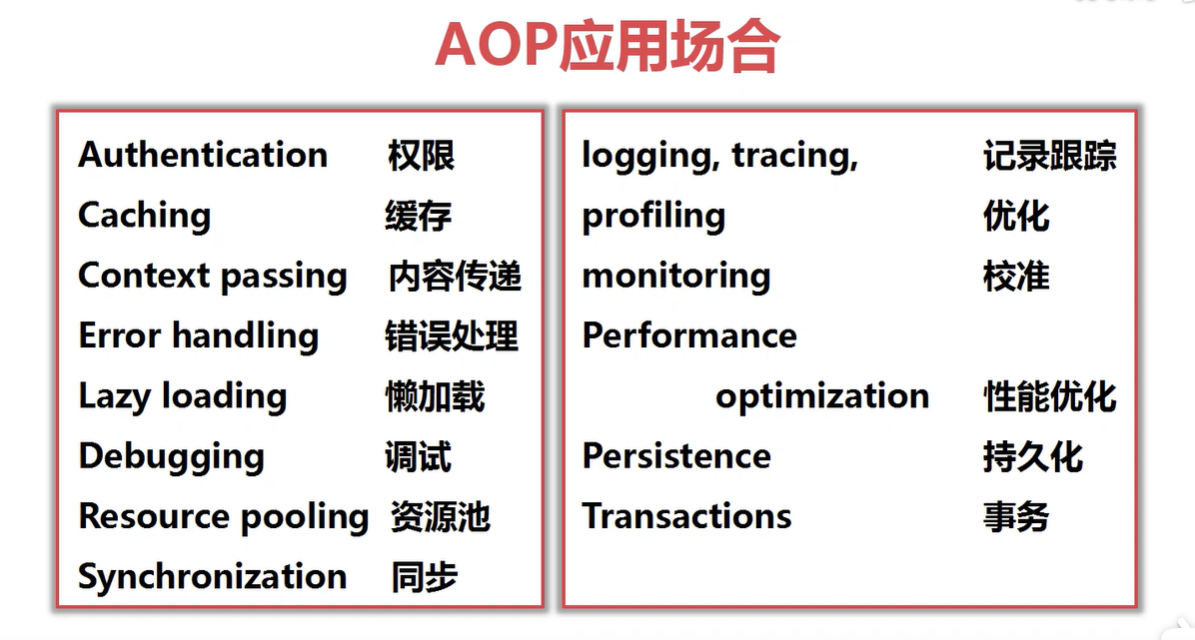 AOP应用场合
Authentication 权限
Caching 缓存
Context passing 内容传递
Error handling 错误处理
Lazy loading 懒加载
Debugging 调试
Resource pooling 资源池
Synchronization 同步
logging, tracing, 记录跟踪
profiling 优化
monitoring 校准
Performance
optimization 性能优化
Persistence 持久化
Transactions 事务